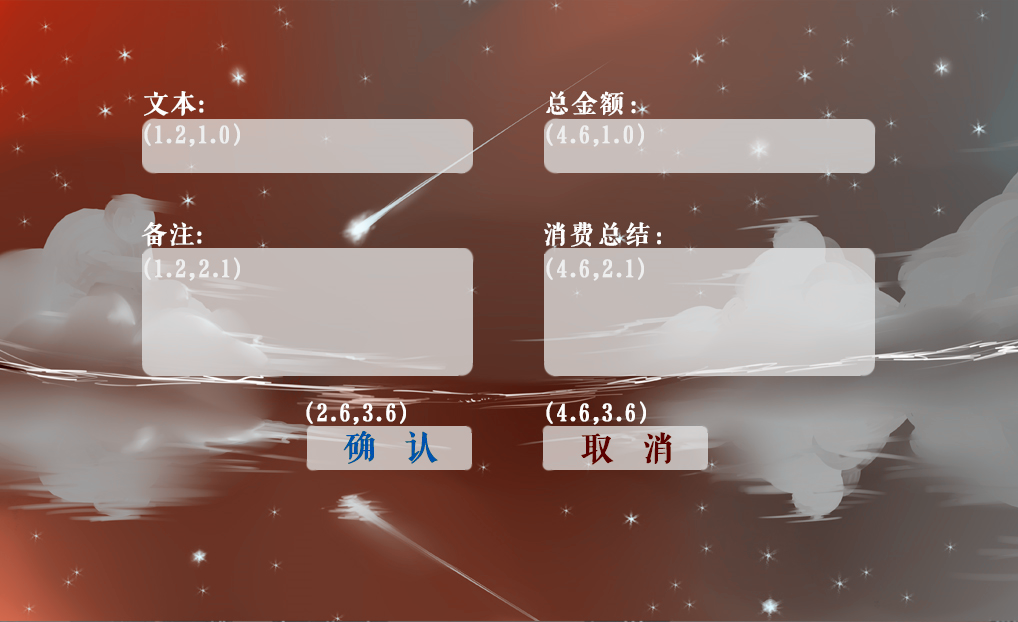 文本:
(1.2,1.0)
总金额:
(4.6,1.0)
备注:
(1.2,2.1)
消费总结:
(4.6,2.1)
(2.6,3.6)
确 认
(4.6,3.6)
取 消